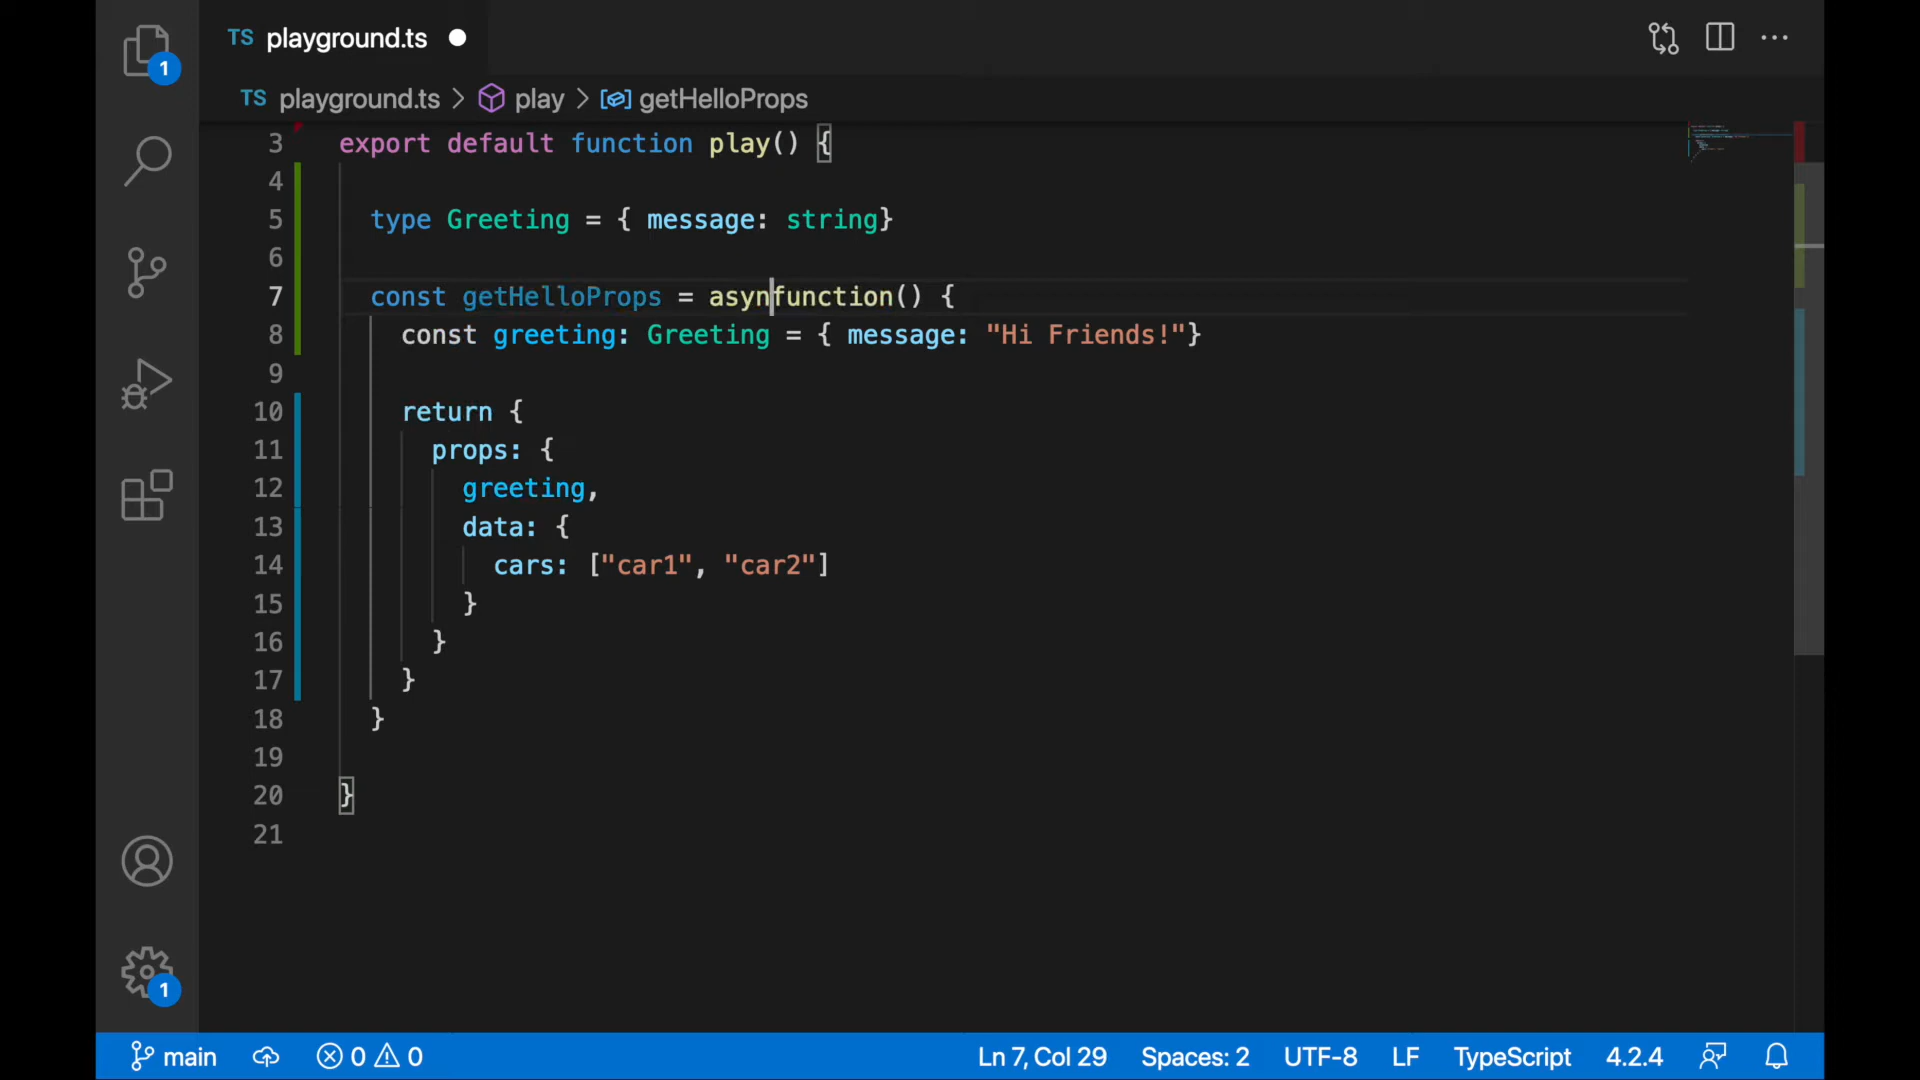 1
TS playground.ts
TS playground.ts > play > getHelloProps
3 export default function play() {
4
5 type Greeting = { message: string}
6
7 const getHelloProps = asynfunction() {
8 const greeting: Greeting = { message: "Hi Friends!"}
9
10 return {
11 props: {
12 greeting,
13 data: {
14 cars: ["car1", "car2"]
15 }
16 }
17 }
18 }
19
20 }
21
1
main 0 0 Ln 7, Col 29 Spaces: 2 UTF-8 LF TypeScript 4.2.4